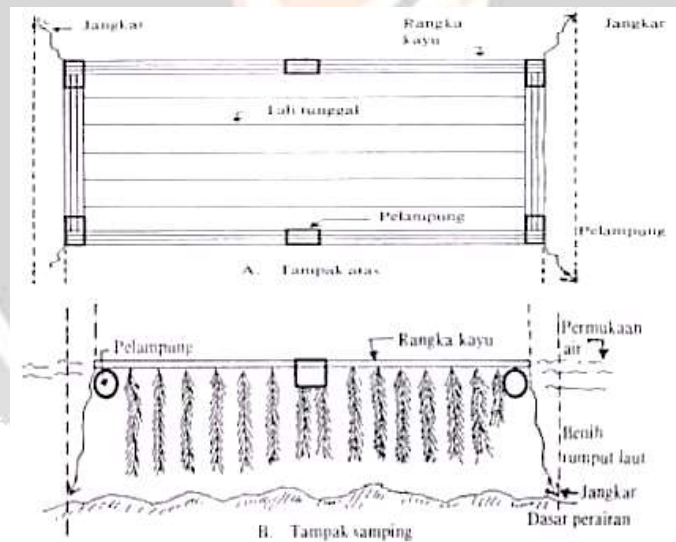 Jangkar
Rangka
kayu
Jangkar
Tali tunggal
Pelampung
Pelampung
A. Tampak atas
Pelampung
Rangka kayu
Permukaan
air
Benih
rumput laut
Jangkar
Dasar perairan
B. Tampak samping